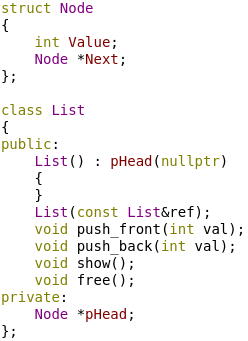 struct Node
{
    int Value;
    Node *Next;
};

class List
{
public:
    List() : pHead(nullptr)
    {
    }
    List(const List&ref);
    void push_front(int val);
    void push_back(int val);
    void show();
    void free();
private:
    Node *pHead;
};